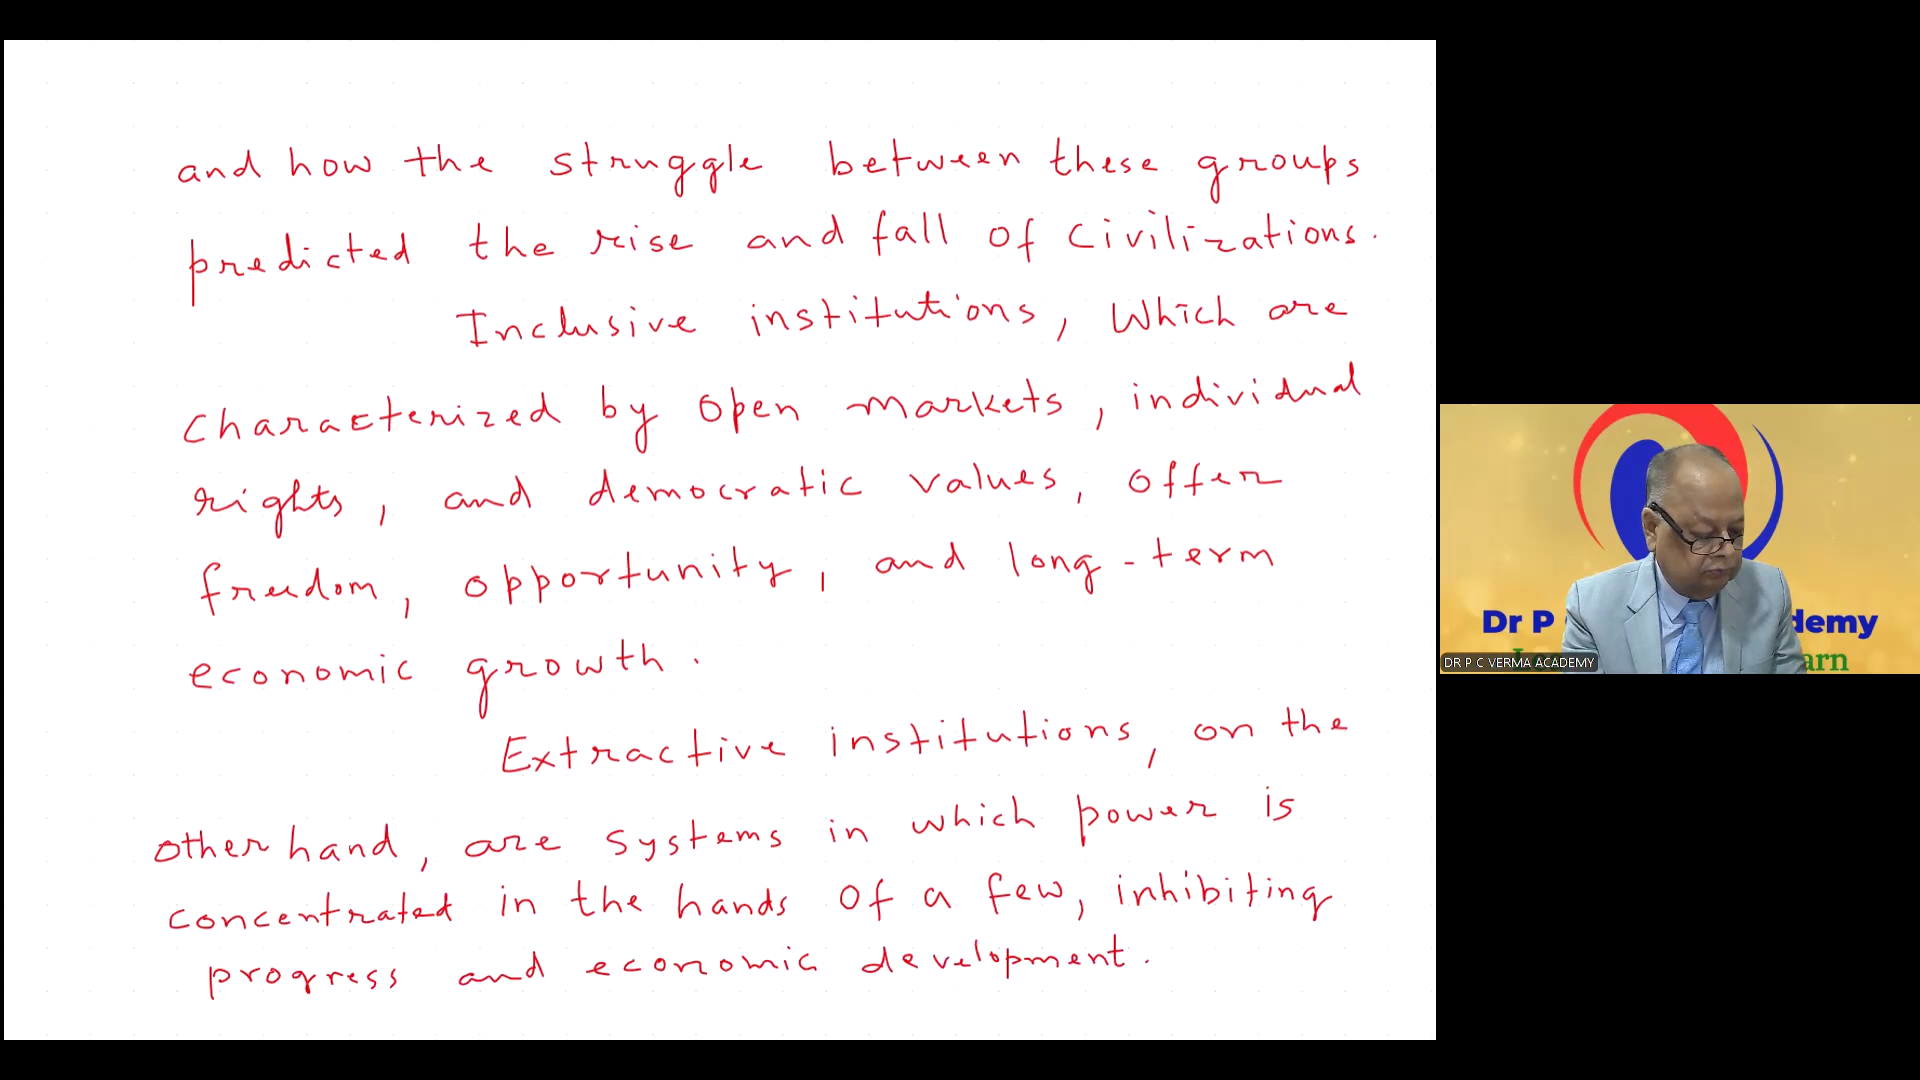 and how the struggle between these groups
predicted the rise and fall of civilizations.
Inclusive institutions, Which are
characterized by open markets, individual
rights, and democratic values, offer
freedom, opportunity, and long-term
economic growth.
Extractive institutions, on the
other hand, are systems in which power is
concentrated in the hands of a few, inhibiting
progress and economic development.
Dr P demy
arn
DR P C VERMA ACADEMY